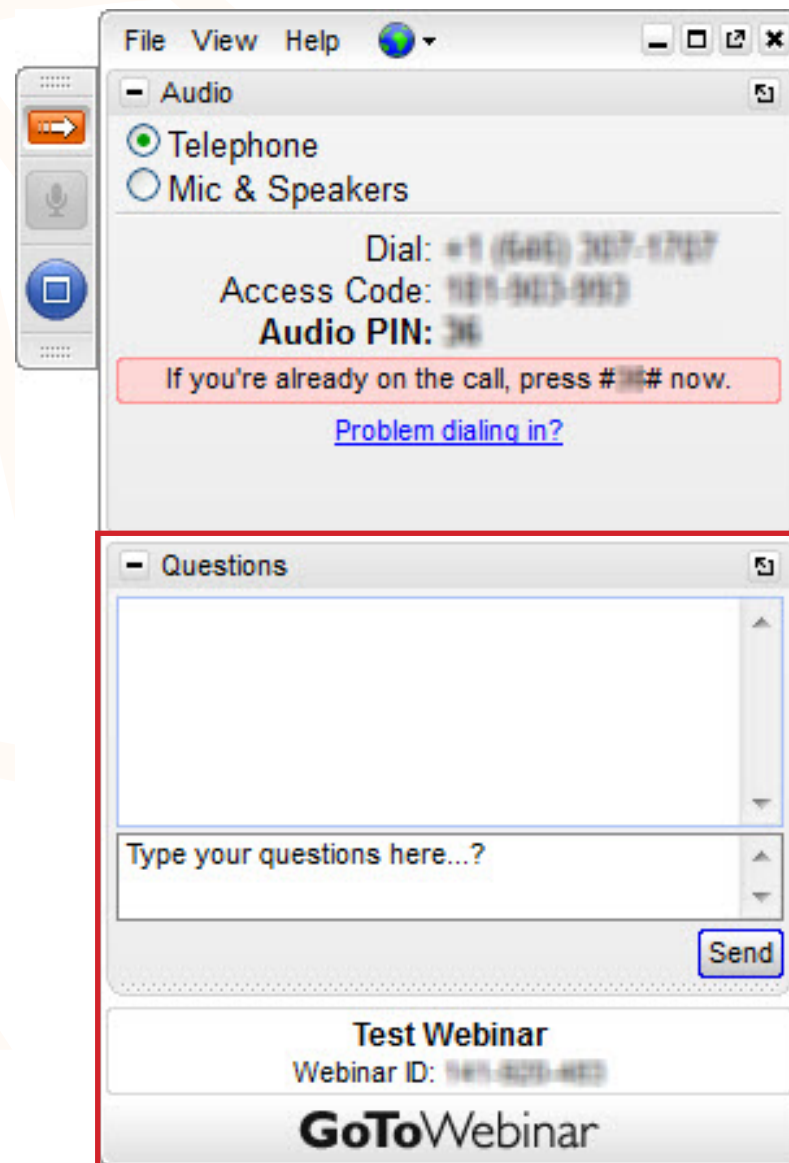 File View Help
Audio
Telephone
Mic & Speakers
Dial:
Access Code:
Audio PIN:
If you're already on the call, press # # now.
Problem dialing in?
Questions
Type your questions here...?
Send
Test Webinar
Webinar ID:
GoToWebinar